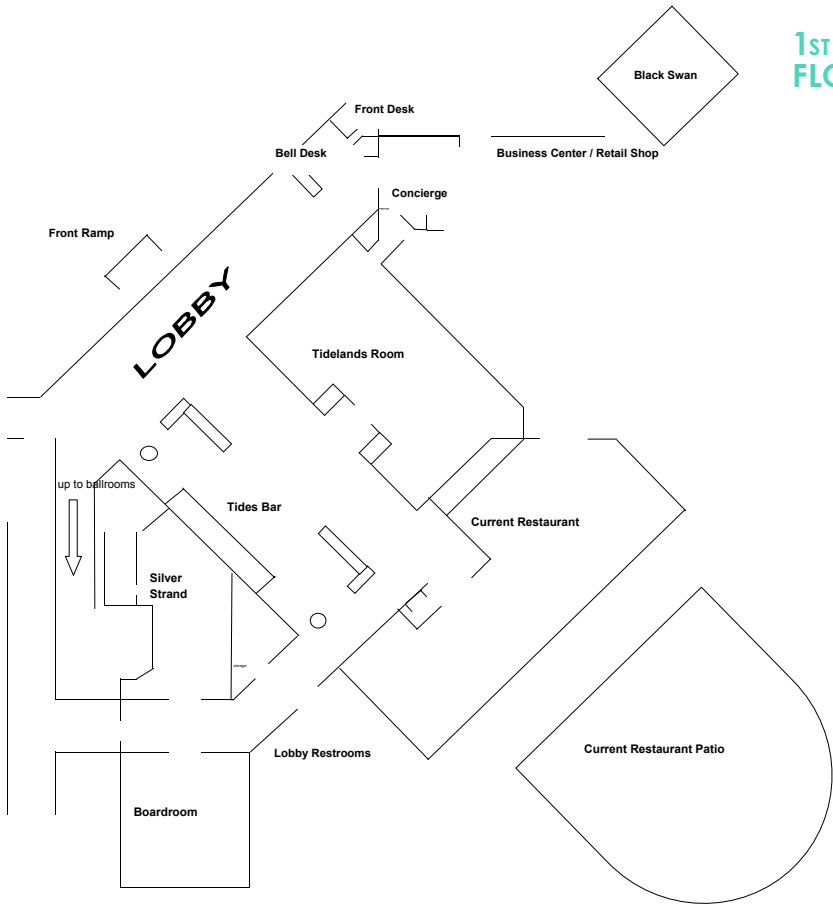 1ST
FLO
Black Swan
Front Desk
Bell Desk
Business Center / Retail Shop
Concierge
Front Ramp
LOBBY
Tidelands Room
up to ballrooms
Tides Bar
Current Restaurant
Silver
Strand
storage
Lobby Restrooms
Current Restaurant Patio
Boardroom